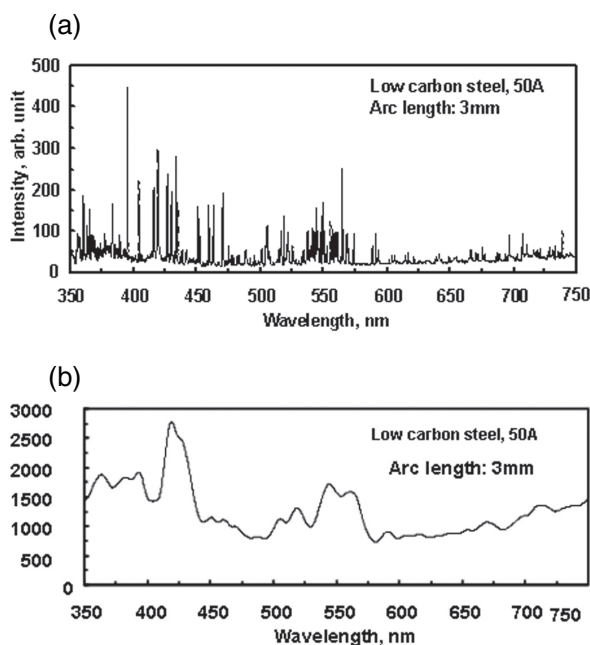 (a)
Intensity, arb. unit
500
400
300
200
100
0
Low carbon steel, 50A
Arc length: 3mm
350 400 450 500 550 600 650 700 750
Wavelength, nm
(b)
3000
2500
2000
1500
1000
500
0
Low carbon steel, 50A
Arc length: 3mm
350 400 450 500 550 600 650 700 750
Wavelength, nm